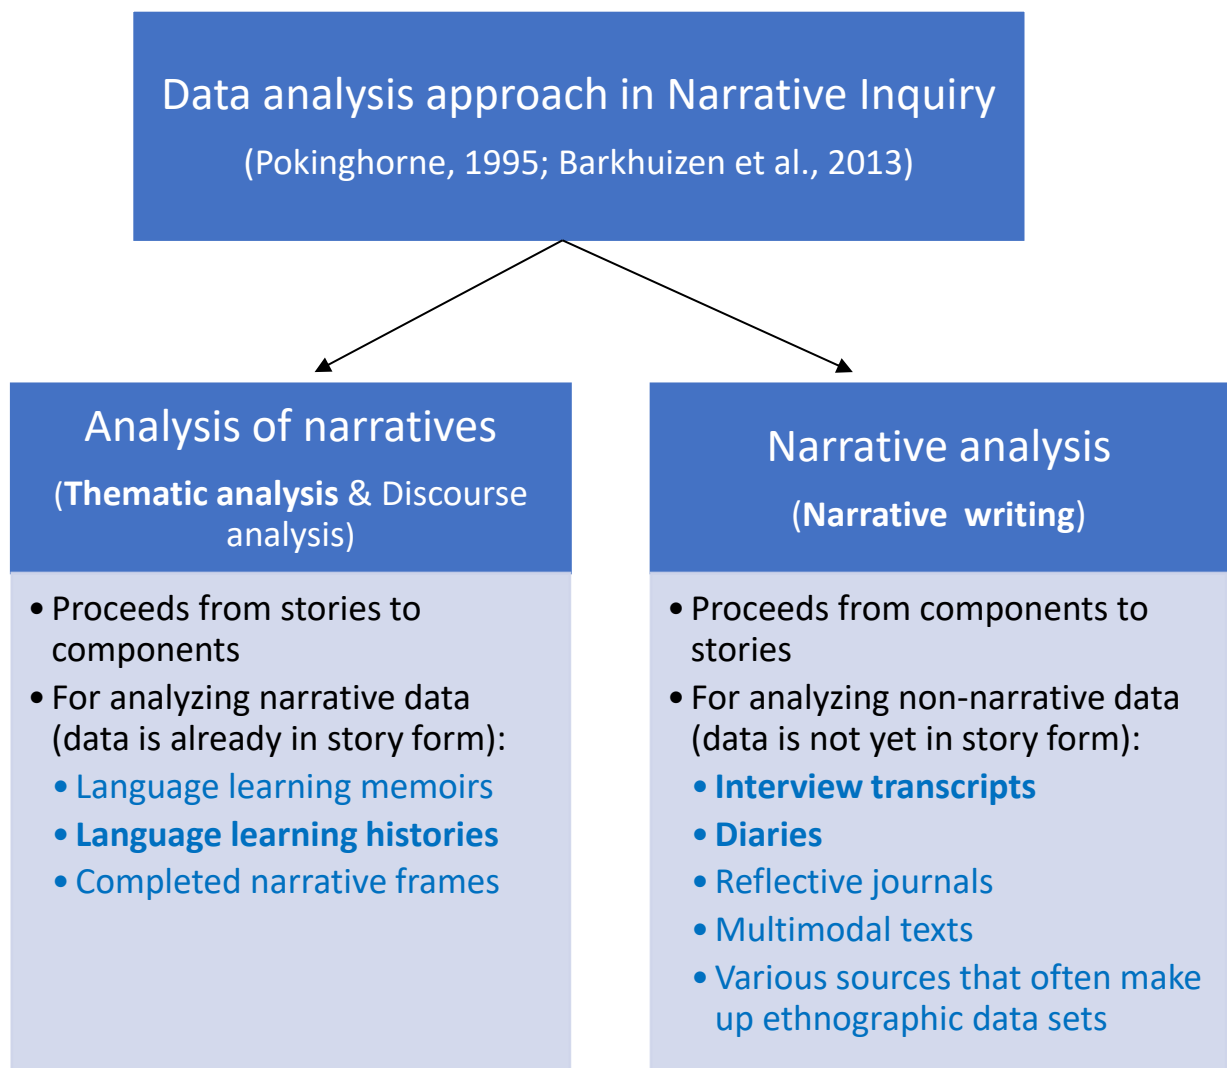 Data analysis approach in Narrative Inquiry
(Pokinghorne, 1995; Barkhuizen et al., 2013)
Analysis of narratives
(Thematic analysis & Discourse
analysis)
• Proceeds from stories to
components
• For analyzing narrative data
(data is already in story form):
• Language learning memoirs
• Language learning histories
• Completed narrative frames
Narrative analysis
(Narrative writing)
• Proceeds from components to
stories
• For analyzing non-narrative data
(data is not yet in story form):
• Interview transcripts
• Diaries
• Reflective journals
• Multimodal texts
• Various sources that often make
up ethnographic data sets